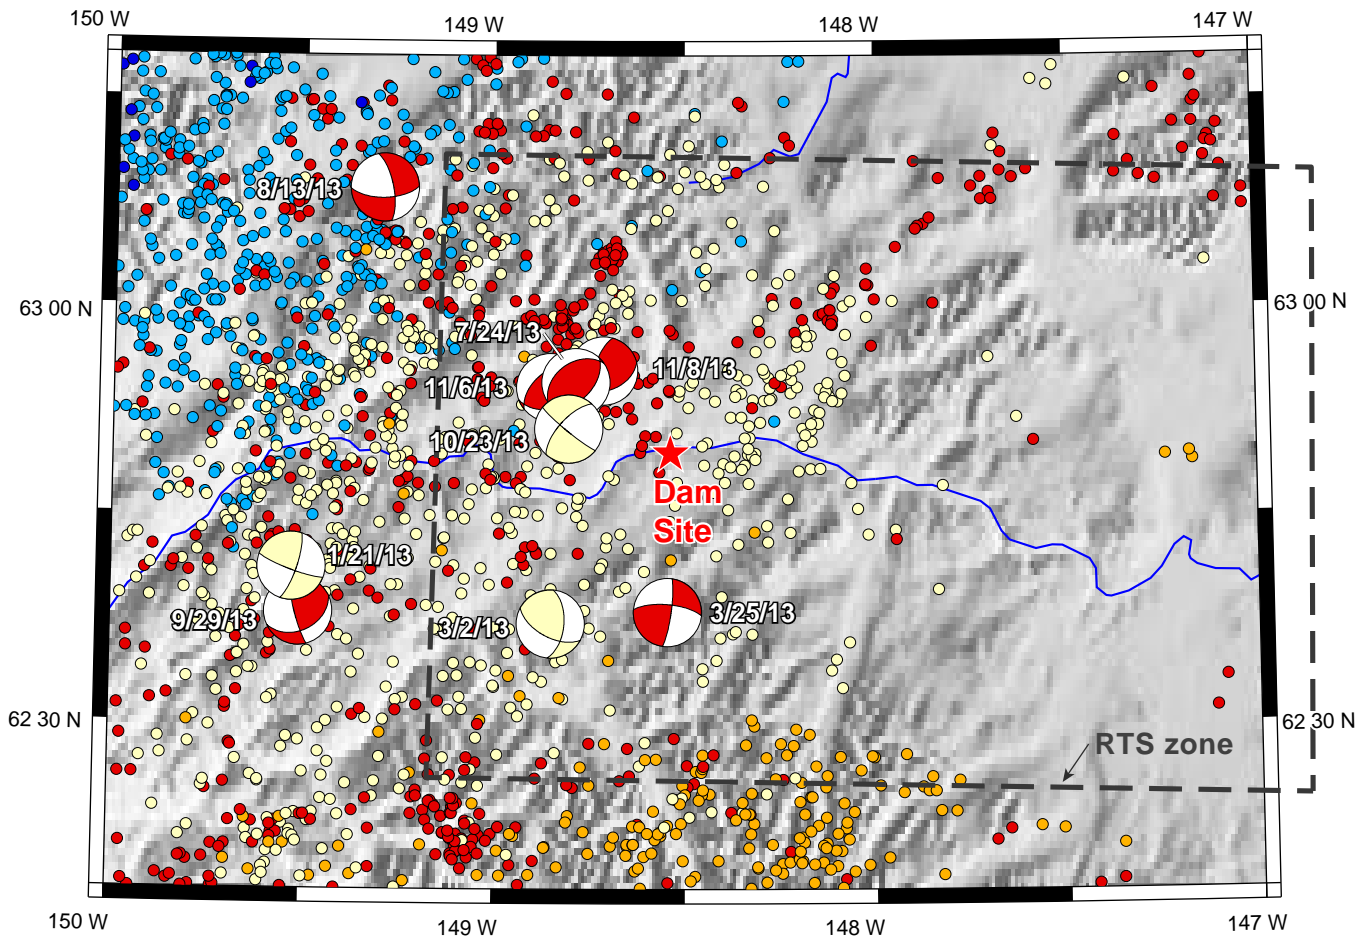 150 W
149 W
148 W
147 W
8/13/13
63 00 N
63 00 N
7/24/13
11/8/13
11/6/13
10/23/13
Dam
Site
1/21/13
9/29/13
3/2/13
3/25/13
62 30 N
62 30 N
RTS zone
150 W
149 W
148 W
147 W